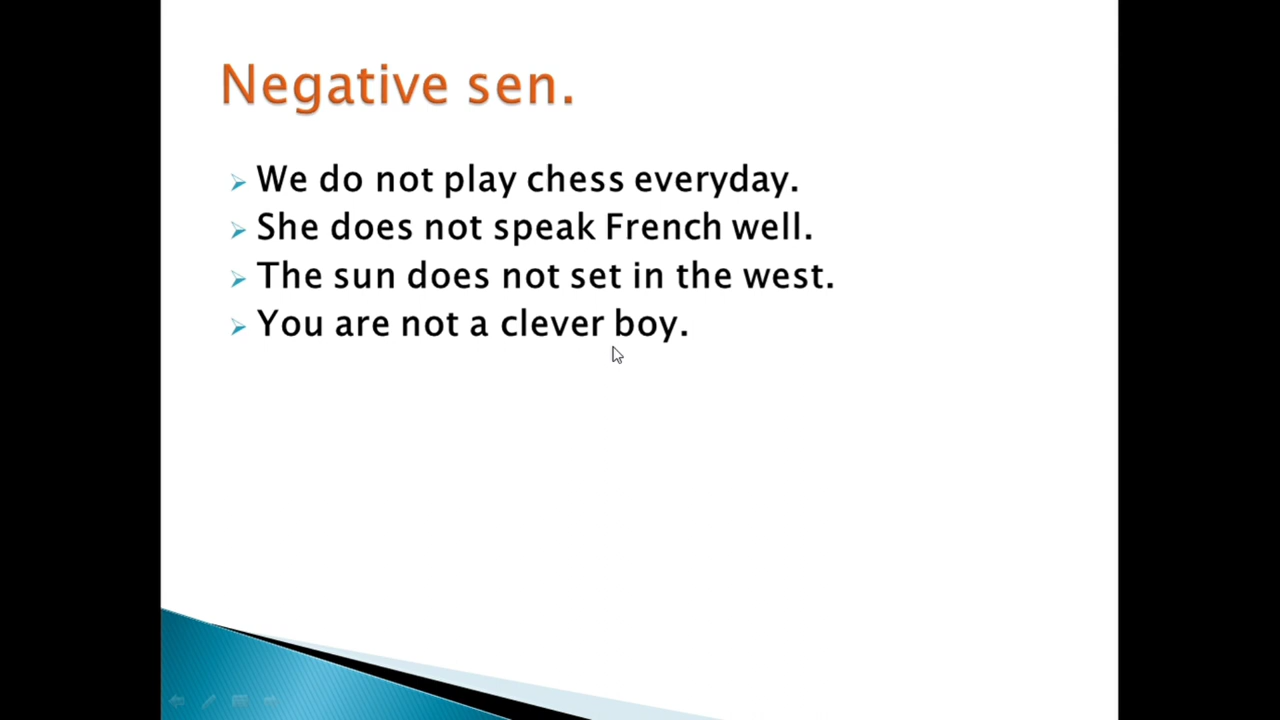 Negative sen.
We do not play chess everyday.
She does not speak French well.
The sun does not set in the west.
You are not a clever boy.